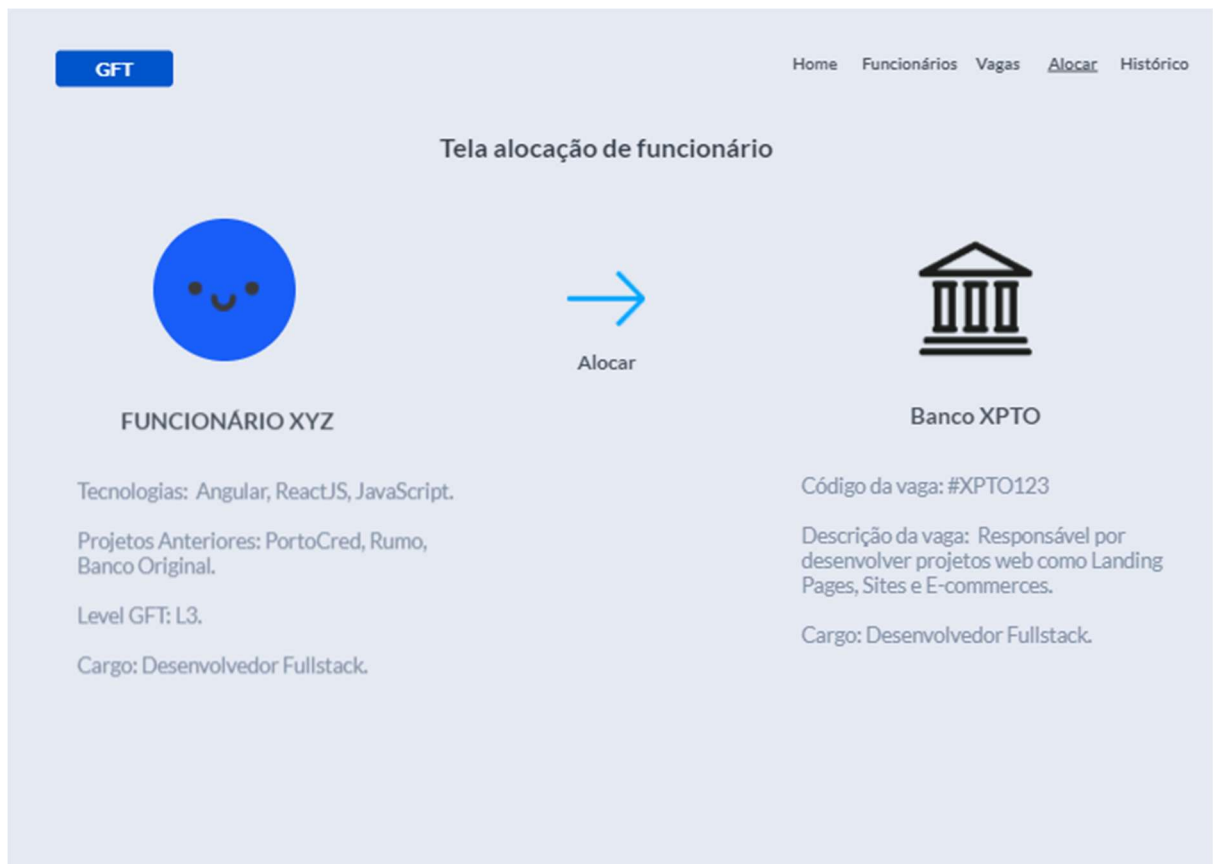 GFT
Home Funcionários Vagas Alocar Histórico
Tela alocação de funcionário
Alocar
FUNCIONÁRIO XYZ
Tecnologias: Angular, ReactJS, JavaScript.
Projetos Anteriores: PortoCred, Rumo,
Banco Original.
Level GFT: L3.
Cargo: Desenvolvedor Fullstack.
Banco XPTO
Código da vaga: #XPTO123
Descrição da vaga: Responsável por
desenvolver projetos web como Landing
Pages, Sites e E-commerces.
Cargo: Desenvolvedor Fullstack.